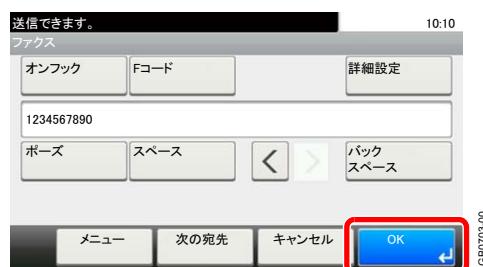 送信できます。 10:10
ファクス
オンフック Fコード 詳細設定
1234567890
ポーズ スペース < > バック
スペース
メニュー 次の宛先 キャンセル OK
GB0703-00